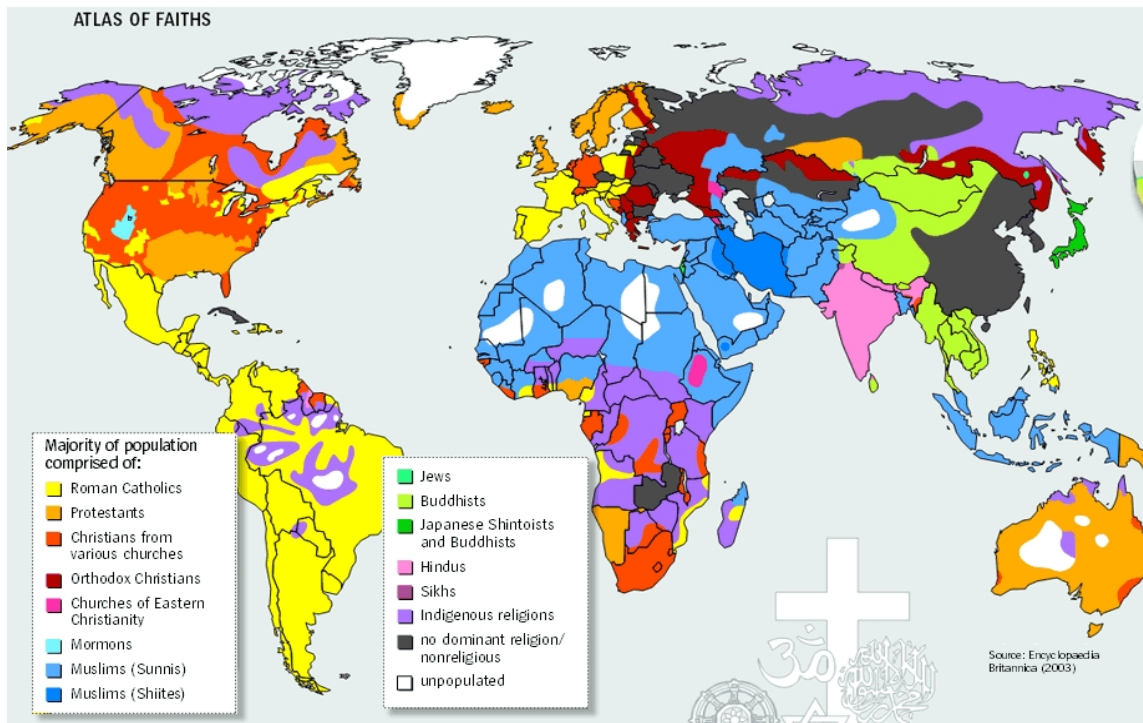 ATLAS OF FAITHS
Majority of population
comprised of:
Roman Catholics
Protestants
Christians from
various churches
Orthodox Christians
Churches of Eastern
Christianity
Mormons
Muslims (Sunnis)
Muslims (Shiites)
Jews
Buddhists
Japanese Shintoists
and Buddhists
Hindus
Sikhs
Indigenous religions
no dominant religion/
nonreligious
unpopulated
Source: Encyclopaedia
Britannica (2003)